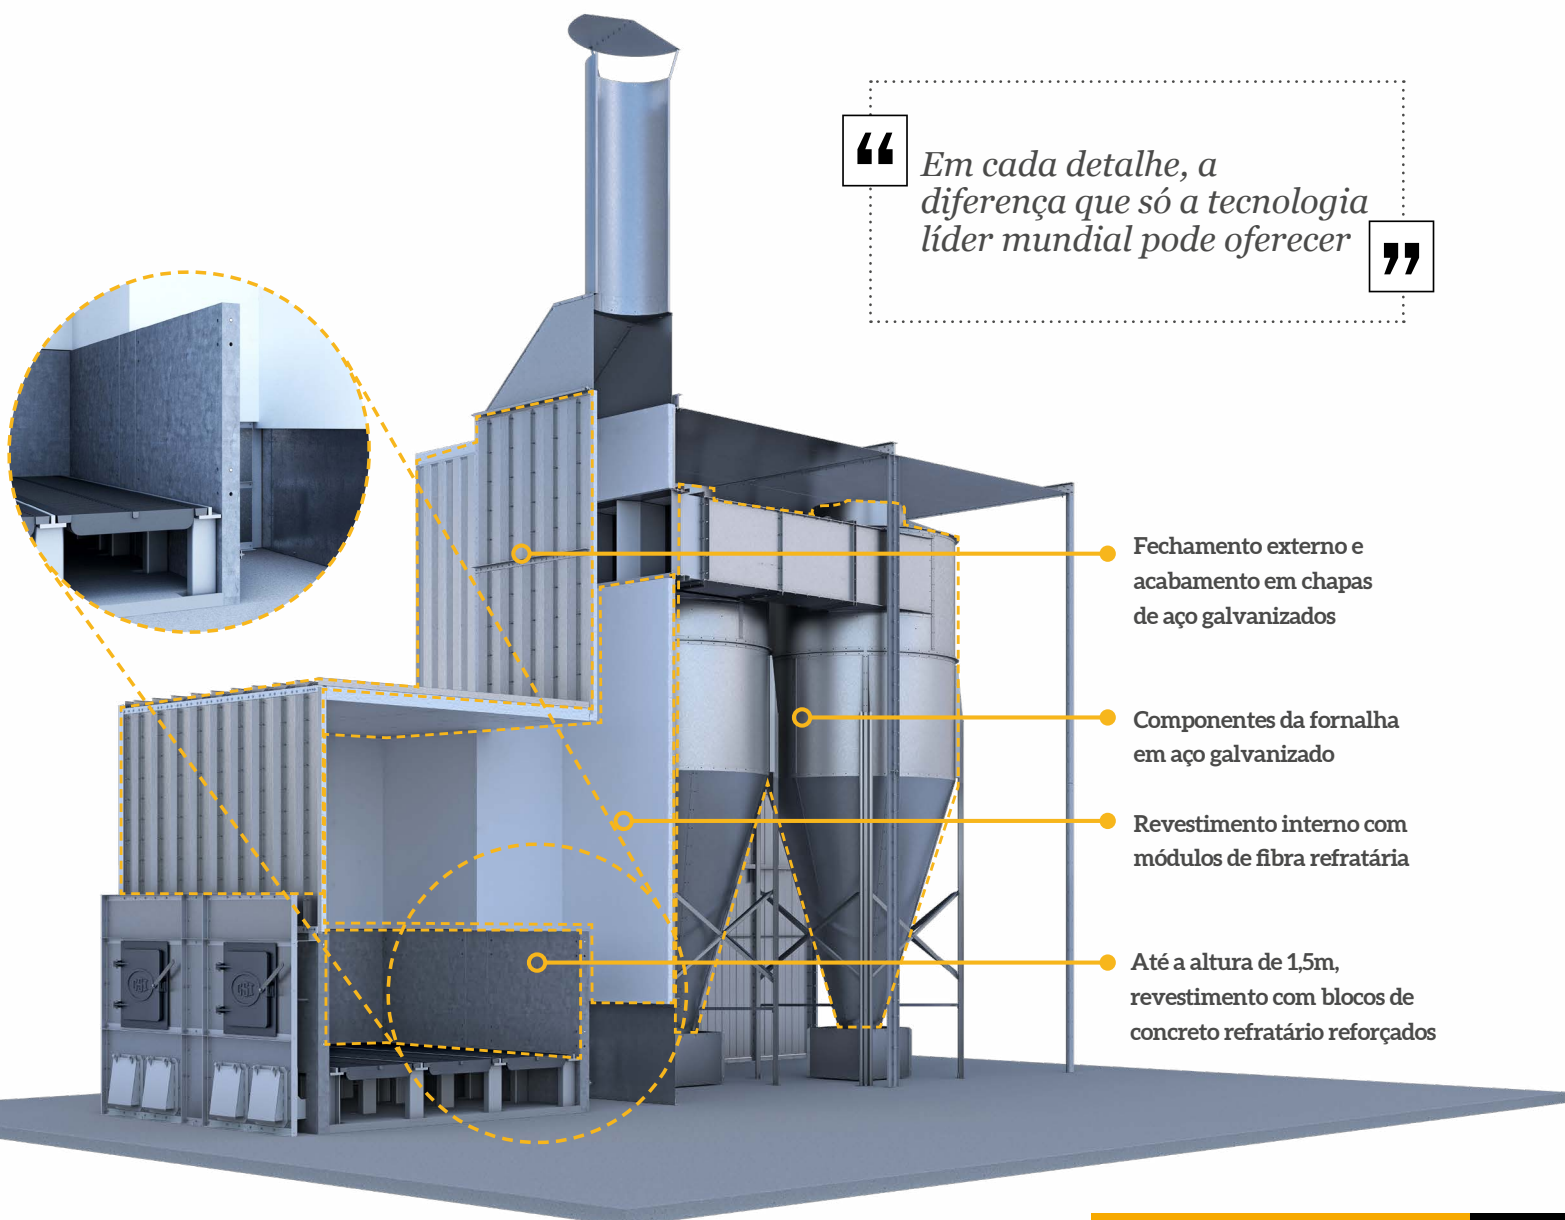 “
Em cada detalhe, a
diferença que só a tecnologia
líder mundial pode oferecer
”
Fechamento externo e
acabamento em chapas
de aço galvanizados
Componentes da fornalha
em aço galvanizado
Revestimento interno com
módulos de fibra refratária
Até a altura de 1,5m,
revestimento com blocos de
concreto refratário reforçados